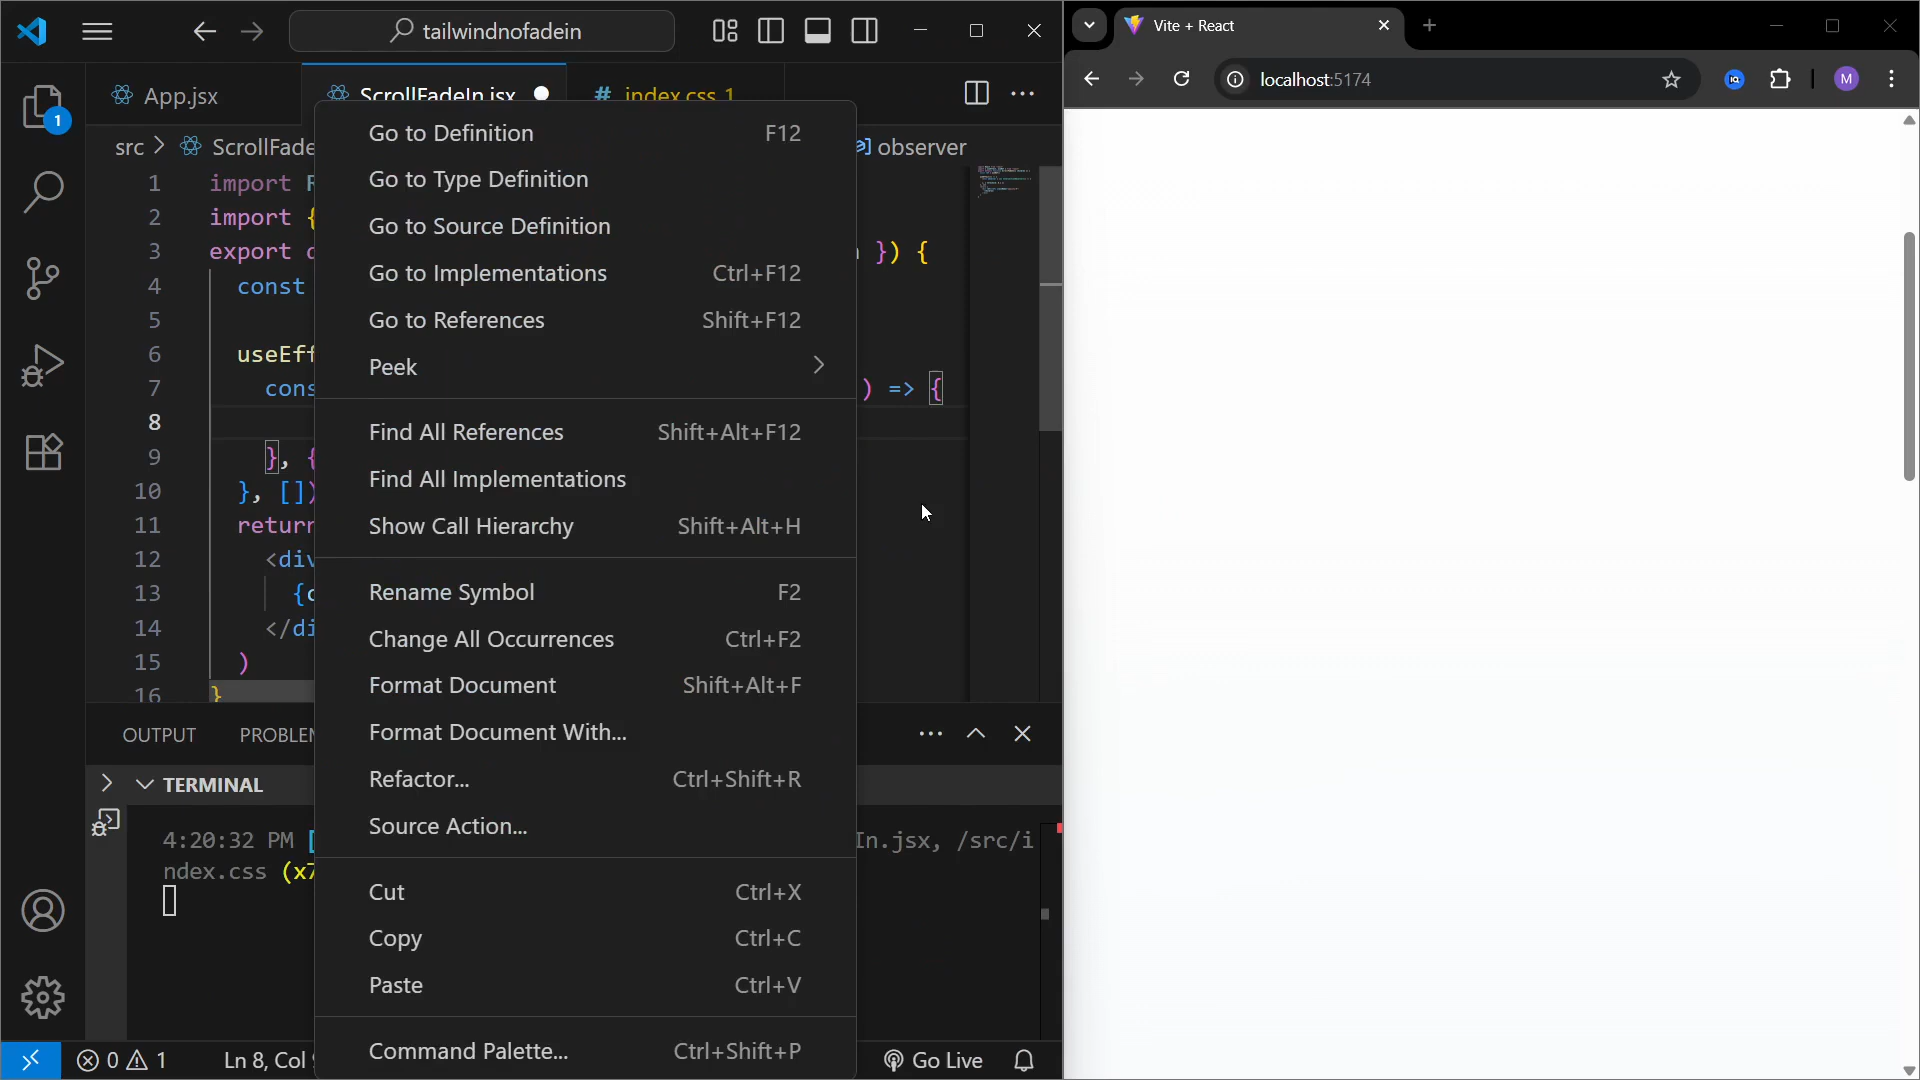 tailwindnofadein
App.jsx
ScrollFadeIn.jsx
# index.css 1
src > ScrollFade
observer
1 import
2 import {
3 export }) {
4 const
5
6 useEff
7 cons ) => {
8
9 }, {
10 }, [])
11 return
12 <div
13 {c
14 </di
15 )
16 }
Go to Definition F12
Go to Type Definition
Go to Source Definition
Go to Implementations Ctrl+F12
Go to References Shift+F12
Peek
Find All References Shift+Alt+F12
Find All Implementations
Show Call Hierarchy Shift+Alt+H
Rename Symbol F2
Change All Occurrences Ctrl+F2
Format Document Shift+Alt+F
Format Document With...
Refactor... Ctrl+Shift+R
Source Action...
Cut Ctrl+X
Copy Ctrl+C
Paste Ctrl+V
Command Palette... Ctrl+Shift+P
OUTPUT PROBLEM
TERMINAL
4:20:32 PM [ In.jsx, /src/i
ndex.css (x7
1
0 1 Ln 8, Col
Go Live
Vite + React
localhost:5174
IQ
M